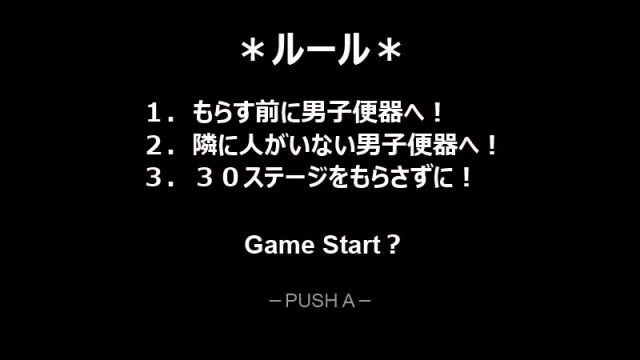 ＊ルール＊
１．もらす前に男子便器へ！
２．隣に人がいない男子便器へ！
３．３０ステージをもらさずに！
Game Start？
－PUSH A－